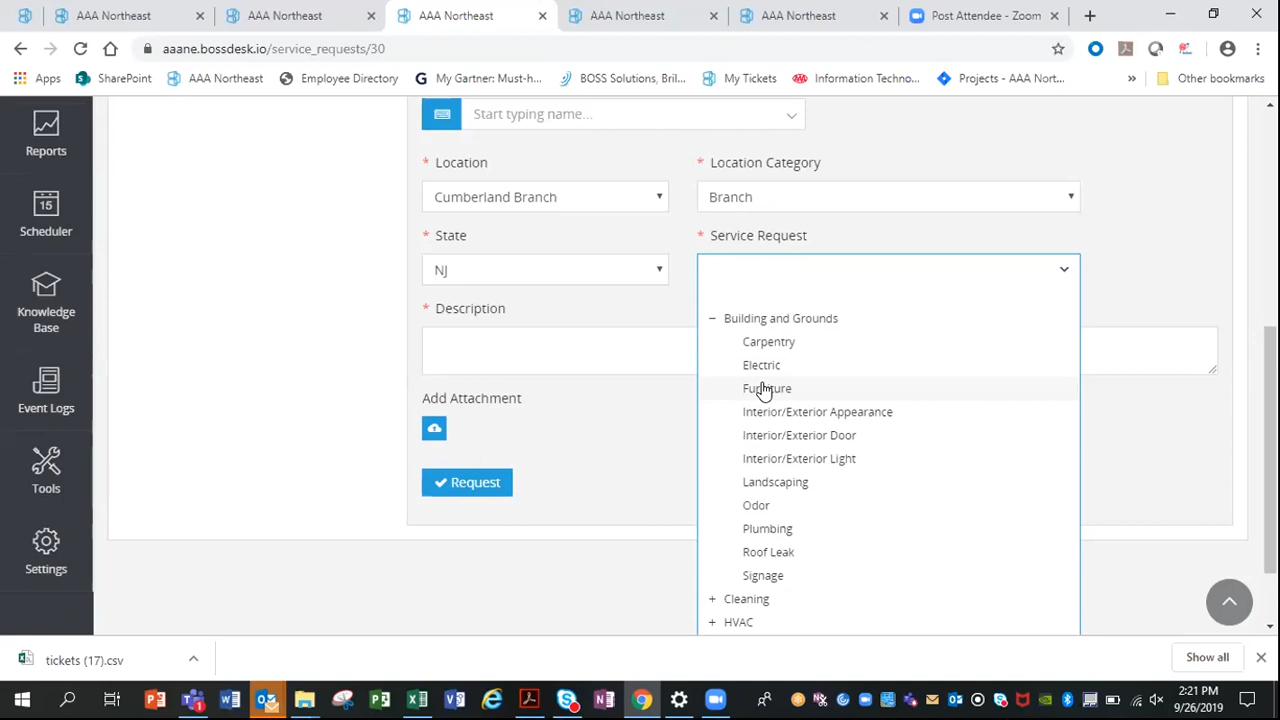 AAA Northeast
AAA Northeast
AAA Northeast
AAA Northeast
AAA Northeast
Post Attendee - Zoom
aaane.bossdesk.io/service_requests/30
Apps
SharePoint
AAA Northeast
Employee Directory
My Gartner: Must-h...
BOSS Solutions, Bril...
My Tickets
Information Techno...
Projects - AAA Nort...
»
Other bookmarks
Reports
15
Scheduler
Knowledge
Base
Event Logs
Tools
Settings
Start typing name...
* Location
* Location Category
Cumberland Branch
Branch
* State
* Service Request
NJ
* Description
− Building and Grounds
Carpentry
Electric
Furniture
Interior/Exterior Appearance
Interior/Exterior Door
Interior/Exterior Light
Landscaping
Odor
Plumbing
Roof Leak
Signage
+ Cleaning
+ HVAC
Add Attachment
Request
tickets (17).csv
Show all
2:21 PM
9/26/2019